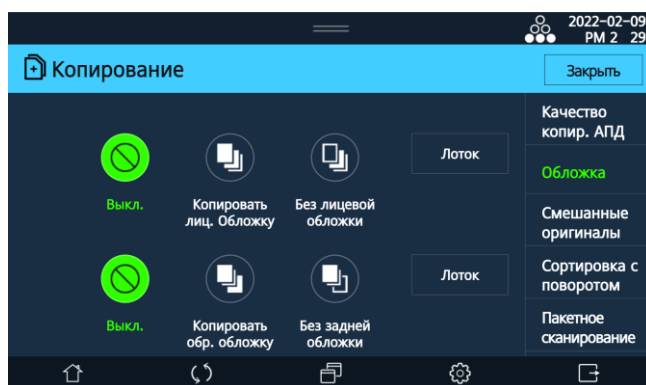 2022-02-09
PM 2 29
Копирование
Закрыть
Выкл.
Копировать
лиц. Обложку
Без лицевой
обложки
Лоток
Выкл.
Копировать
обр. обложку
Без задней
обложки
Лоток
Качество
копир. АПД
Обложка
Смешанные
оригиналы
Сортировка с
поворотом
Пакетное
сканирование